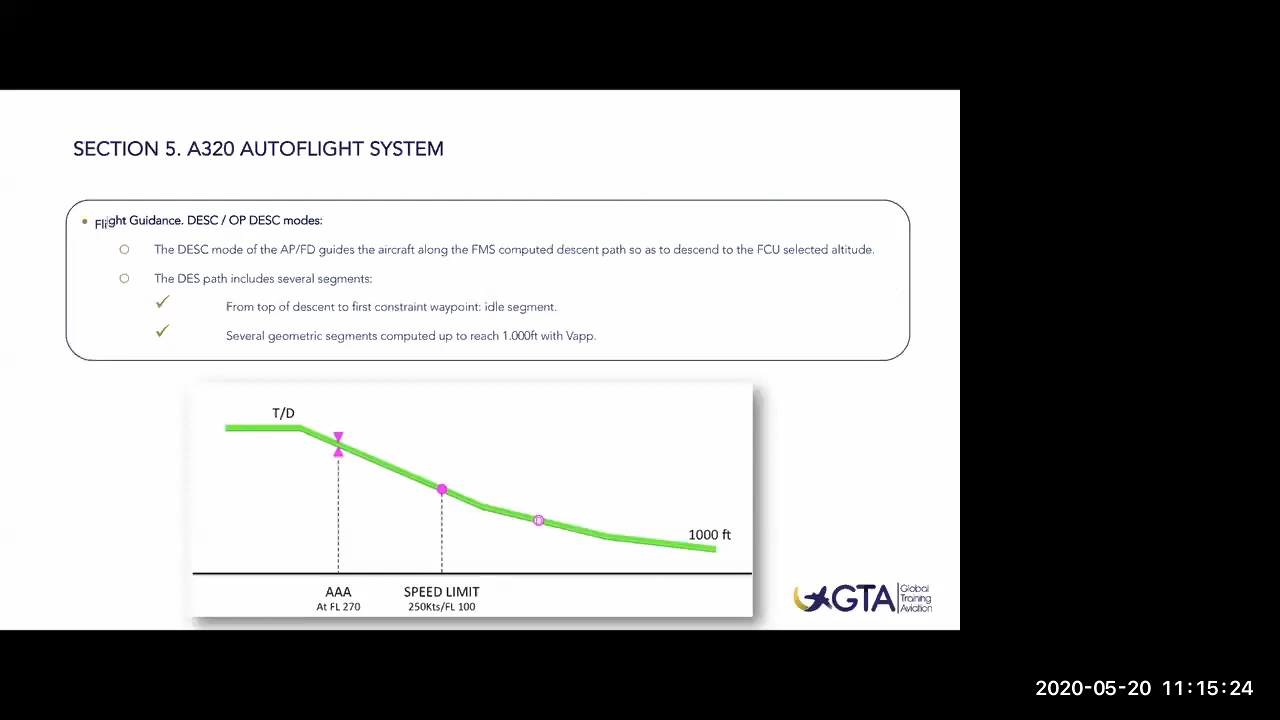 SECTION 5. A320 AUTOFLIGHT SYSTEM
Flight Guidance. DESC / OP DESC modes:
The DESC mode of the AP/FD guides the aircraft along the FMS computed descent path so as to descend to the FCU selected altitude.
The DES path includes several segments:
From top of descent to first constraint waypoint: idle segment.
Several geometric segments computed up to reach 1.000ft with Vapp.
T/D
D
1000 ft
AAA
At FL 270
SPEED LIMIT
250Kts/FL 100
GTA
Global
Training
Aviation
2020-05-20 11:15:24